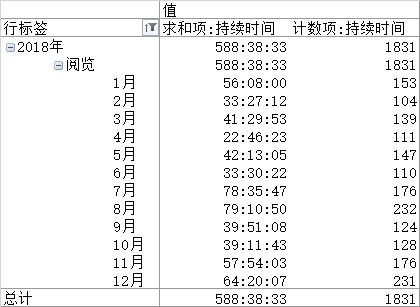 值
行标签 求和项:持续时间 计数项:持续时间
2018年 588:38:33 1831
阅览 588:38:33 1831
1月 56:08:00 153
2月 33:27:12 104
3月 41:29:53 139
4月 22:46:23 111
5月 42:13:05 147
6月 33:30:22 110
7月 78:35:47 176
8月 79:10:50 232
9月 39:51:08 124
10月 39:11:43 128
11月 57:54:03 176
12月 64:20:07 231
总计 588:38:33 1831